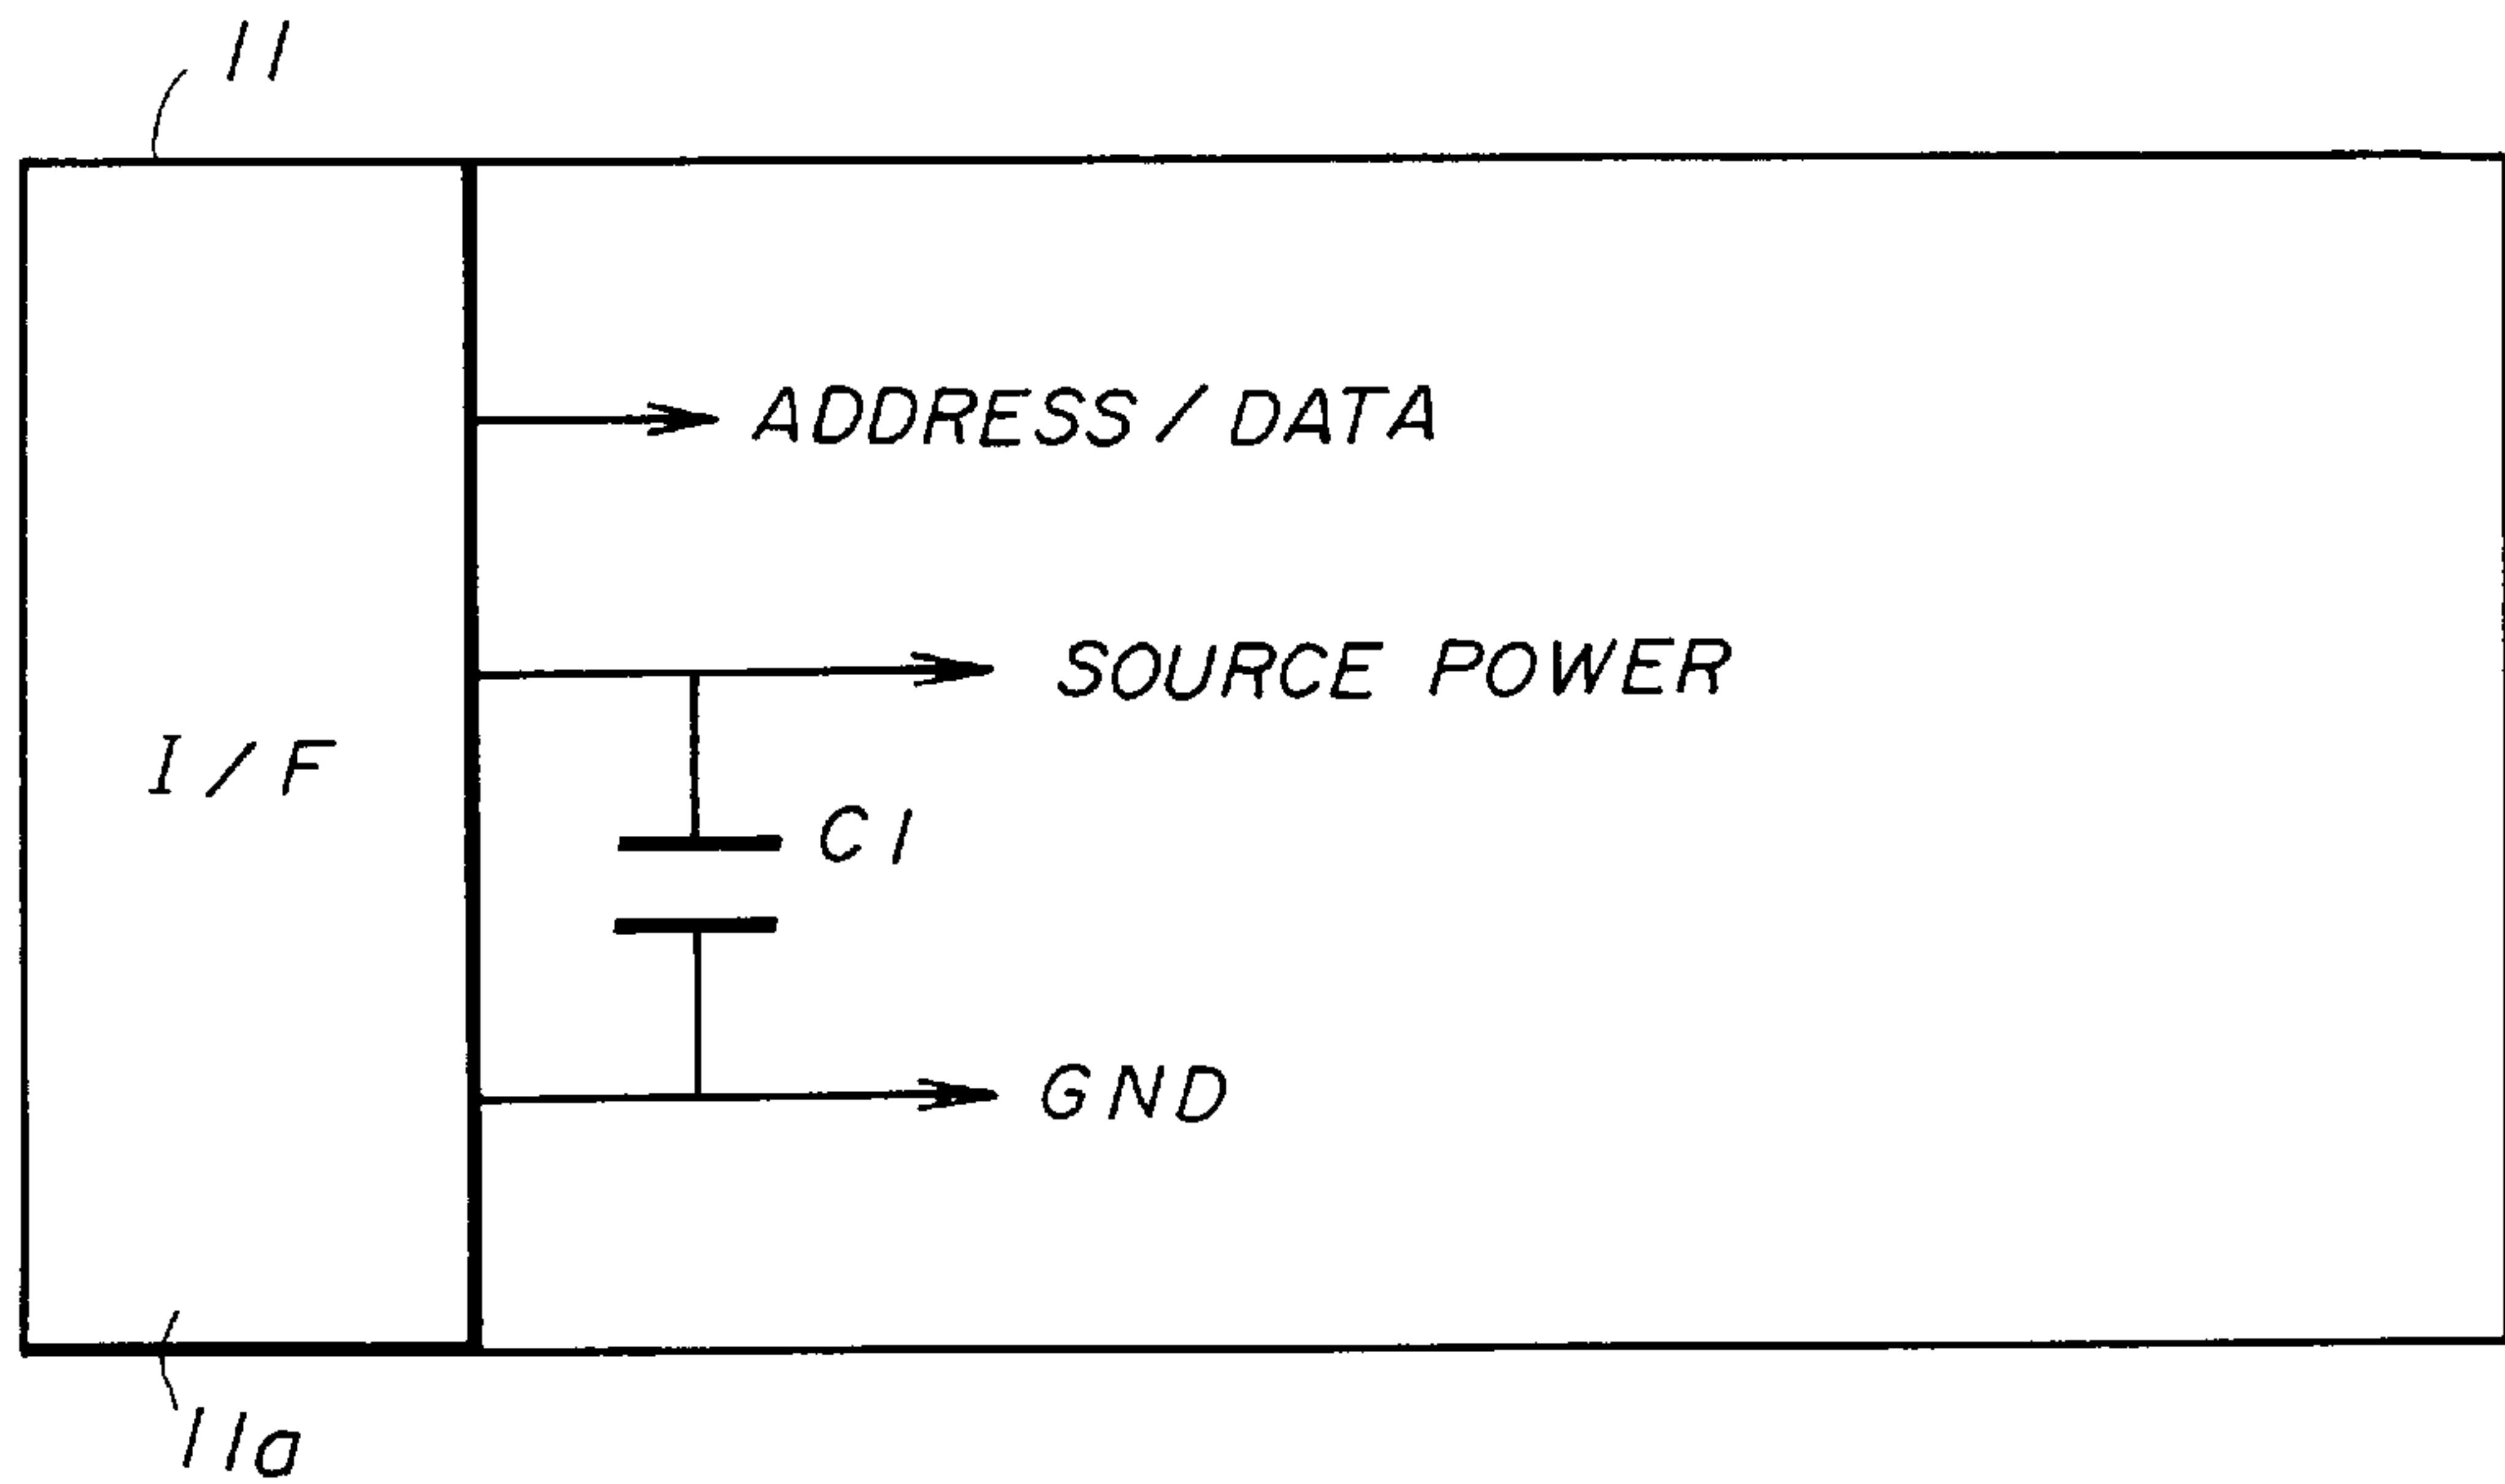 11
ADDRESS/DATA
SOURCE POWER
I/F
C1
GND
11a